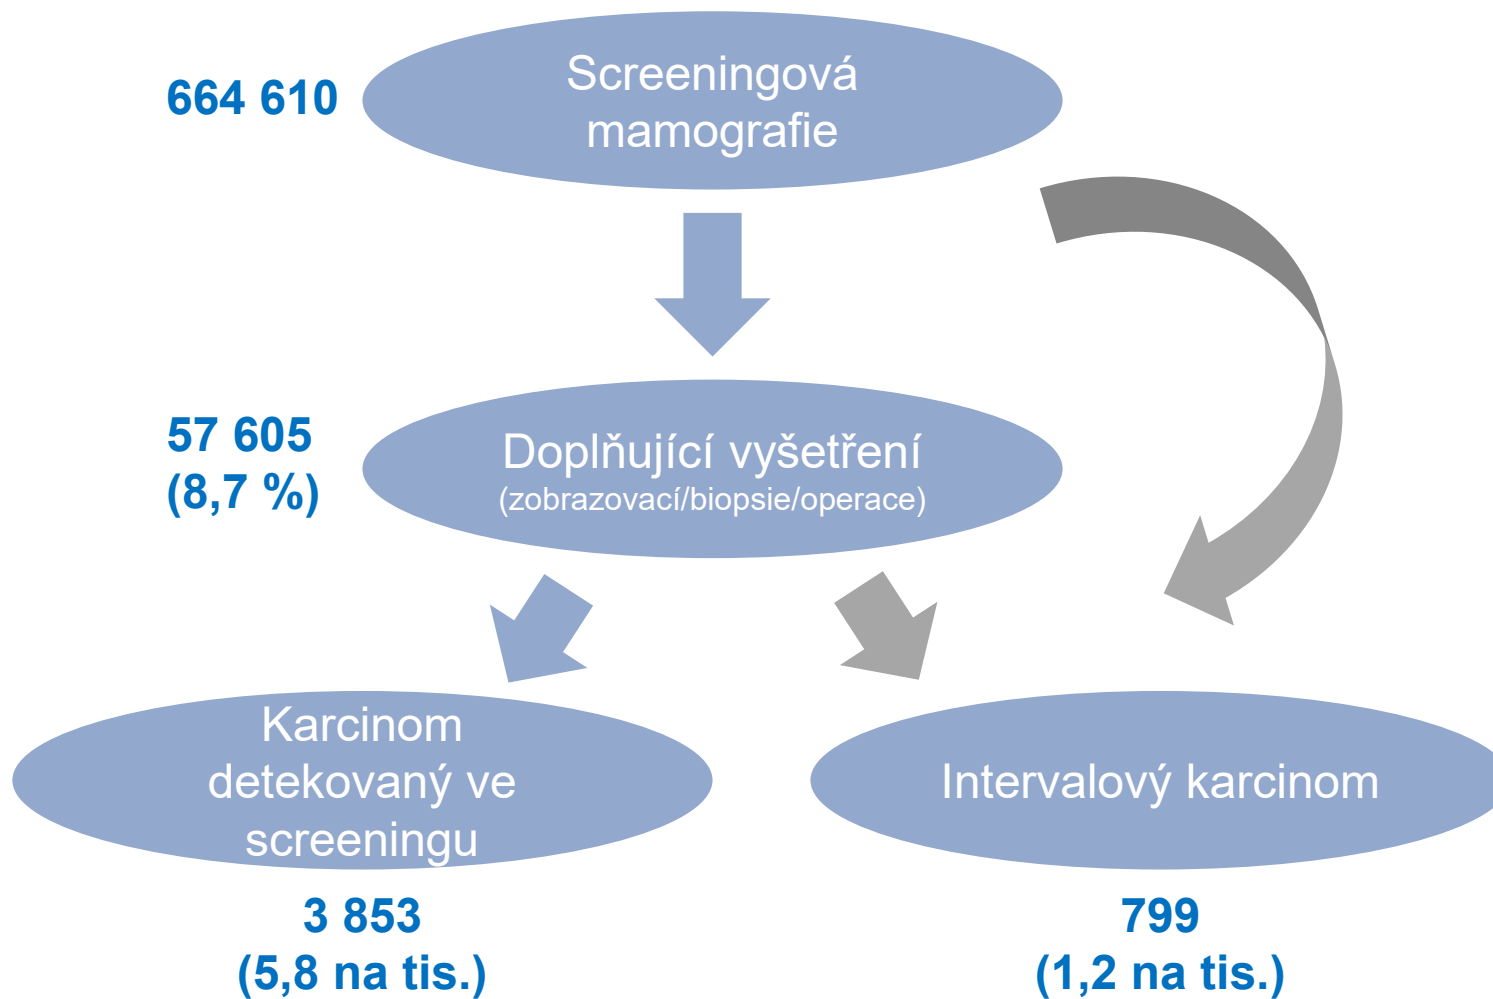 664 610
Screeningová
mamografie
57 605
(8,7 %)
Doplňující vyšetření
(zobrazovací/biopsie/operace)
Karcinom
detekovaný ve
screeningu
Intervalový karcinom
3 853
(5,8 na tis.)
799
(1,2 na tis.)